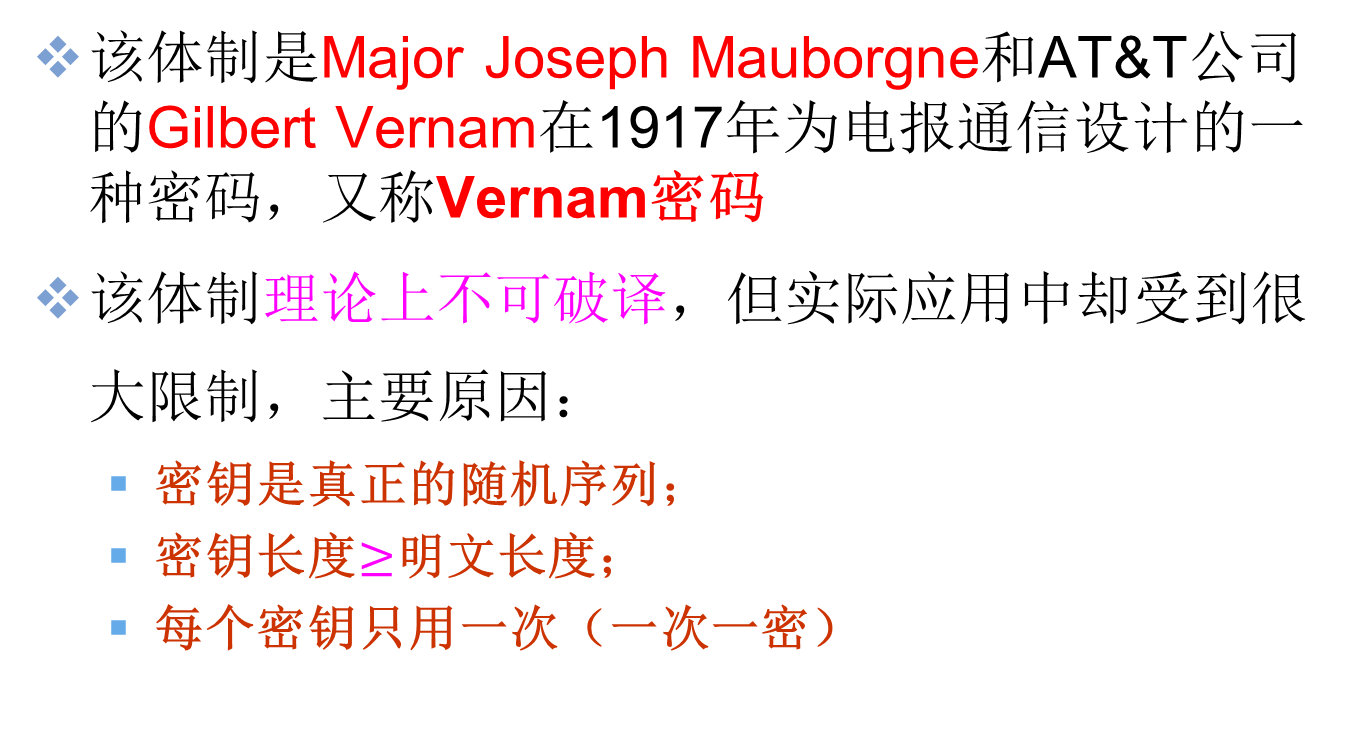 该体制是Major Joseph Mauborgne和AT&T公司
的Gilbert Vernam在1917年为电报通信设计的一
种密码，又称Vernam密码
该体制理论上不可破译，但实际应用中却受到很
大限制，主要原因：
密钥是真正的随机序列；
密钥长度≥明文长度；
每个密钥只用一次（一次一密）